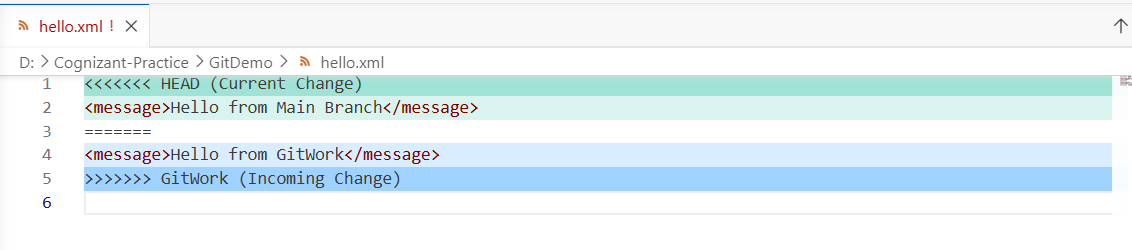 hello.xml !
D: > Cognizant-Practice > GitDemo > hello.xml
1 <<<<<<< HEAD (Current Change)
2 <message>Hello from Main Branch</message>
3 =======
4 <message>Hello from GitWork</message>
5 >>>>>>> GitWork (Incoming Change)
6